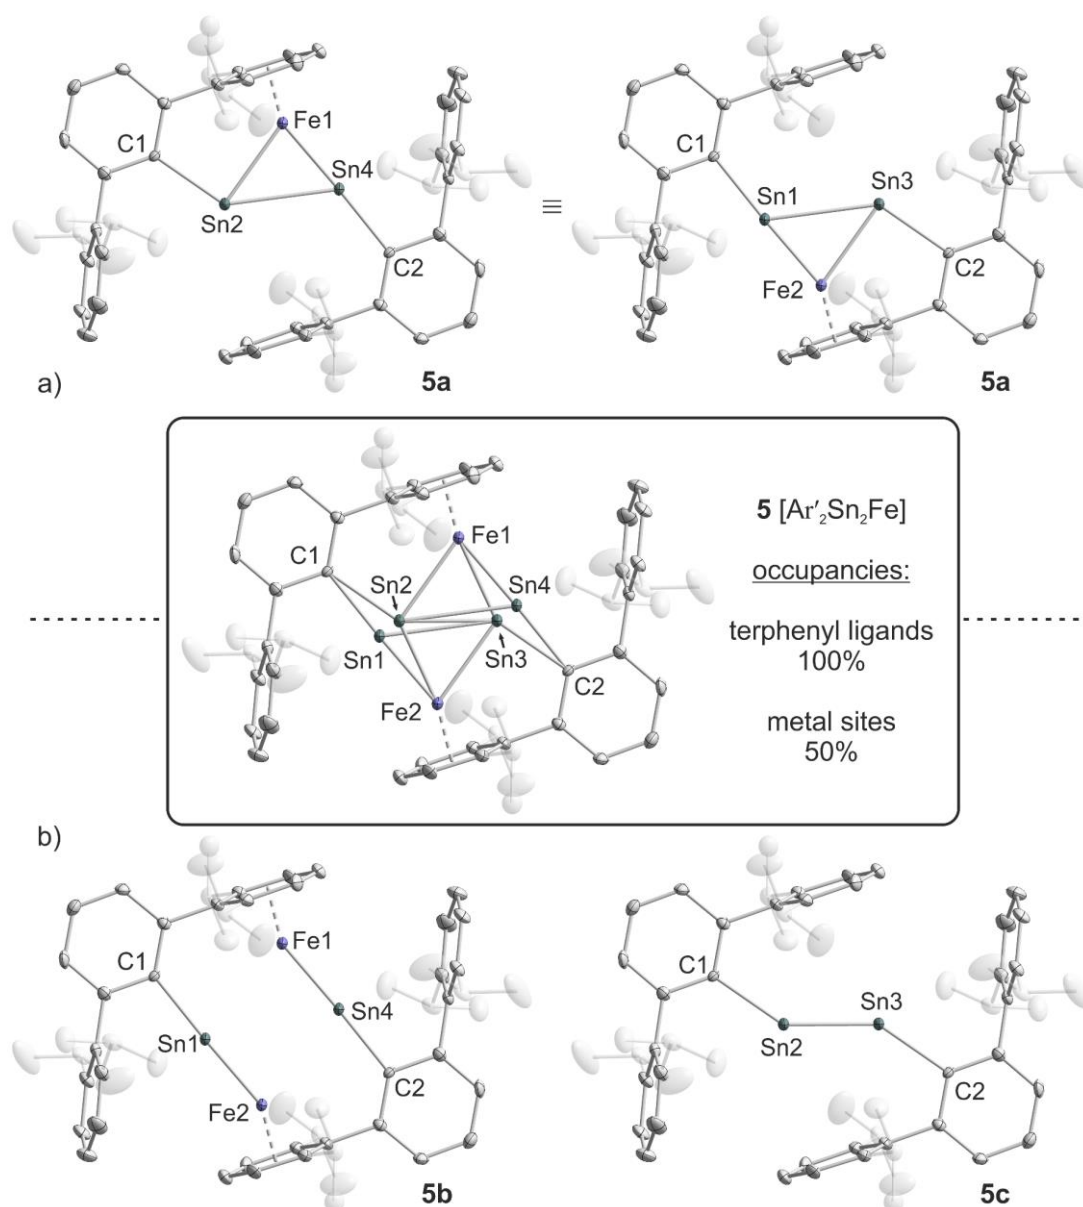 Fe1
C1
Sn4
Sn2
C2
5a
a)
≡
C1
Sn1
Sn3
Fe2
C2
5a
5 [Ar′₂Sn₂Fe]
occupancies:
terphenyl ligands
100%
metal sites
50%
Fe1
C1
Sn2
Sn4
Sn1
Sn3
C2
Fe2
b)
Fe1
C1
Sn4
Sn1
C2
Fe2
5b
C1
Sn3
Sn2
C2
5c